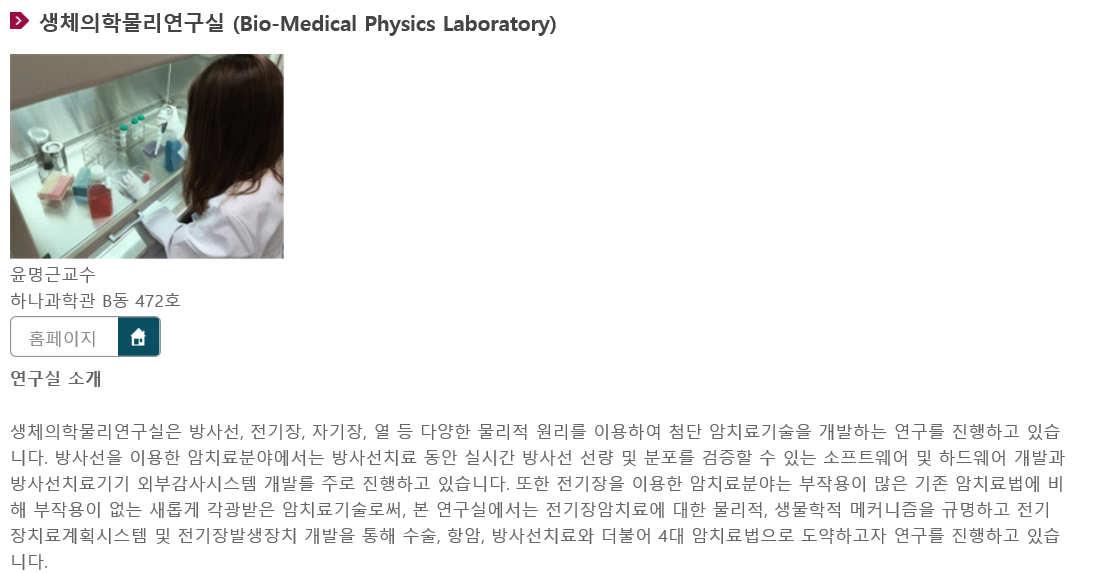 생체의학물리연구실 (Bio-Medical Physics Laboratory)
윤명근교수
하나과학관 B동 472호
홈페이지
연구실 소개
생체의학물리연구실은 방사선, 전기장, 자기장, 열 등 다양한 물리적 원리를 이용하여 첨단 암치료기술을 개발하는 연구를 진행하고 있습
니다. 방사선을 이용한 암치료분야에서는 방사선치료 동안 실시간 방사선 선량 및 분포를 검증할 수 있는 소프트웨어 및 하드웨어 개발과
방사선치료기기 외부감사시스템 개발를 주로 진행하고 있습니다. 또한 전기장을 이용한 암치료분야는 부작용이 많은 기존 암치료법에 비
해 부작용이 없는 새롭게 각광받은 암치료기술로써, 본 연구실에서는 전기장암치료에 대한 물리적, 생물학적 메커니즘을 규명하고 전기
장치료계획시스템 및 전기장발생장치 개발을 통해 수술, 항암, 방사선치료와 더불어 4대 암치료법으로 도약하고자 연구를 진행하고 있습
니다.